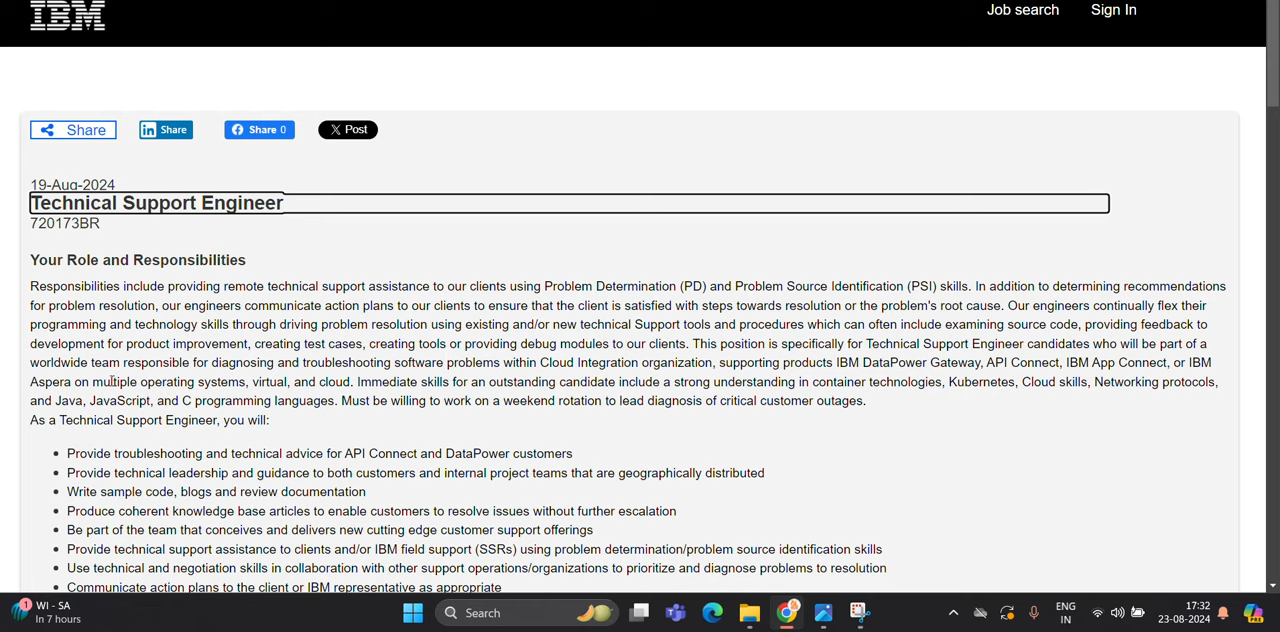 IBM
Job search Sign In
Share Share Share 0 Post
19-Aug-2024
Technical Support Engineer
720173BR
Your Role and Responsibilities
Responsibilities include providing remote technical support assistance to our clients using Problem Determination (PD) and Problem Source Identification (PSI) skills. In addition to determining recommendations
for problem resolution, our engineers communicate action plans to our clients to ensure that the client is satisfied with steps towards resolution or the problem's root cause. Our engineers continually flex their
programming and technology skills through driving problem resolution using existing and/or new technical Support tools and procedures which can often include examining source code, providing feedback to
development for product improvement, creating test cases, creating tools or providing debug modules to our clients. This position is specifically for Technical Support Engineer candidates who will be part of a
worldwide team responsible for diagnosing and troubleshooting software problems within Cloud Integration organization, supporting products IBM DataPower Gateway, API Connect, IBM App Connect, or IBM
Aspera on multiple operating systems, virtual, and cloud. Immediate skills for an outstanding candidate include a strong understanding in container technologies, Kubernetes, Cloud skills, Networking protocols,
and Java, JavaScript, and C programming languages. Must be willing to work on a weekend rotation to lead diagnosis of critical customer outages.
As a Technical Support Engineer, you will:
• Provide troubleshooting and technical advice for API Connect and DataPower customers
• Provide technical leadership and guidance to both customers and internal project teams that are geographically distributed
• Write sample code, blogs and review documentation
• Produce coherent knowledge base articles to enable customers to resolve issues without further escalation
• Be part of the team that conceives and delivers new cutting edge customer support offerings
• Provide technical support assistance to clients and/or IBM field support (SSRs) using problem determination/problem source identification skills
• Use technical and negotiation skills in collaboration with other support operations/organizations to prioritize and diagnose problems to resolution
• Communicate action plans to the client or IBM representative as appropriate
1 WI - SA
In 7 hours
Search
ENG
IN
17:32
23-08-2024